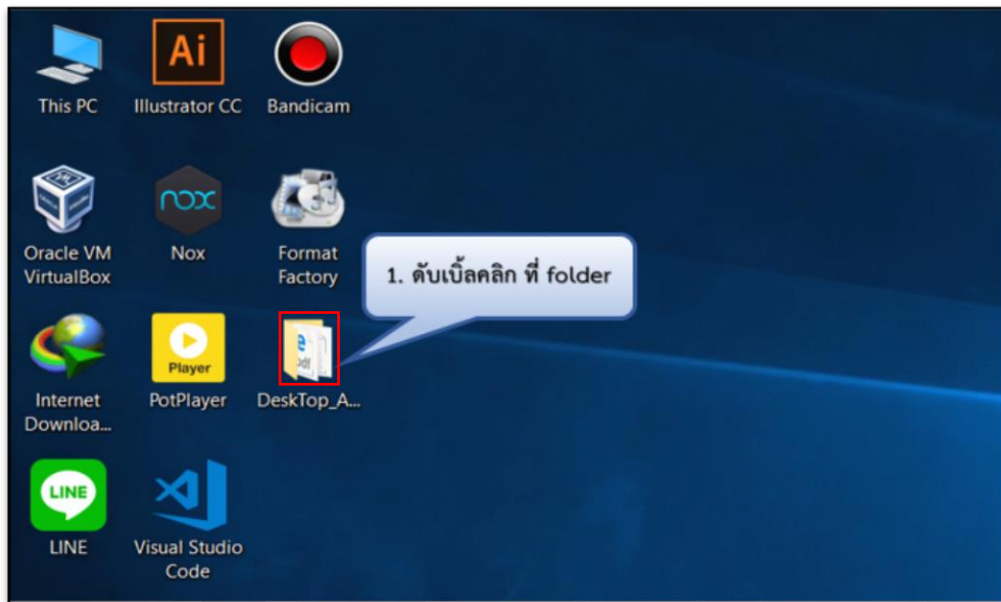 Ai
This PC
Illustrator CC
Bandicam
nox
Oracle VM
VirtualBox
Nox
Format
Factory
1. ดับเบิ้ลคลิก ที่ folder
Player
pdf
Internet
Downloa...
PotPlayer
DeskTop_A...
LINE
LINE
Visual Studio
Code